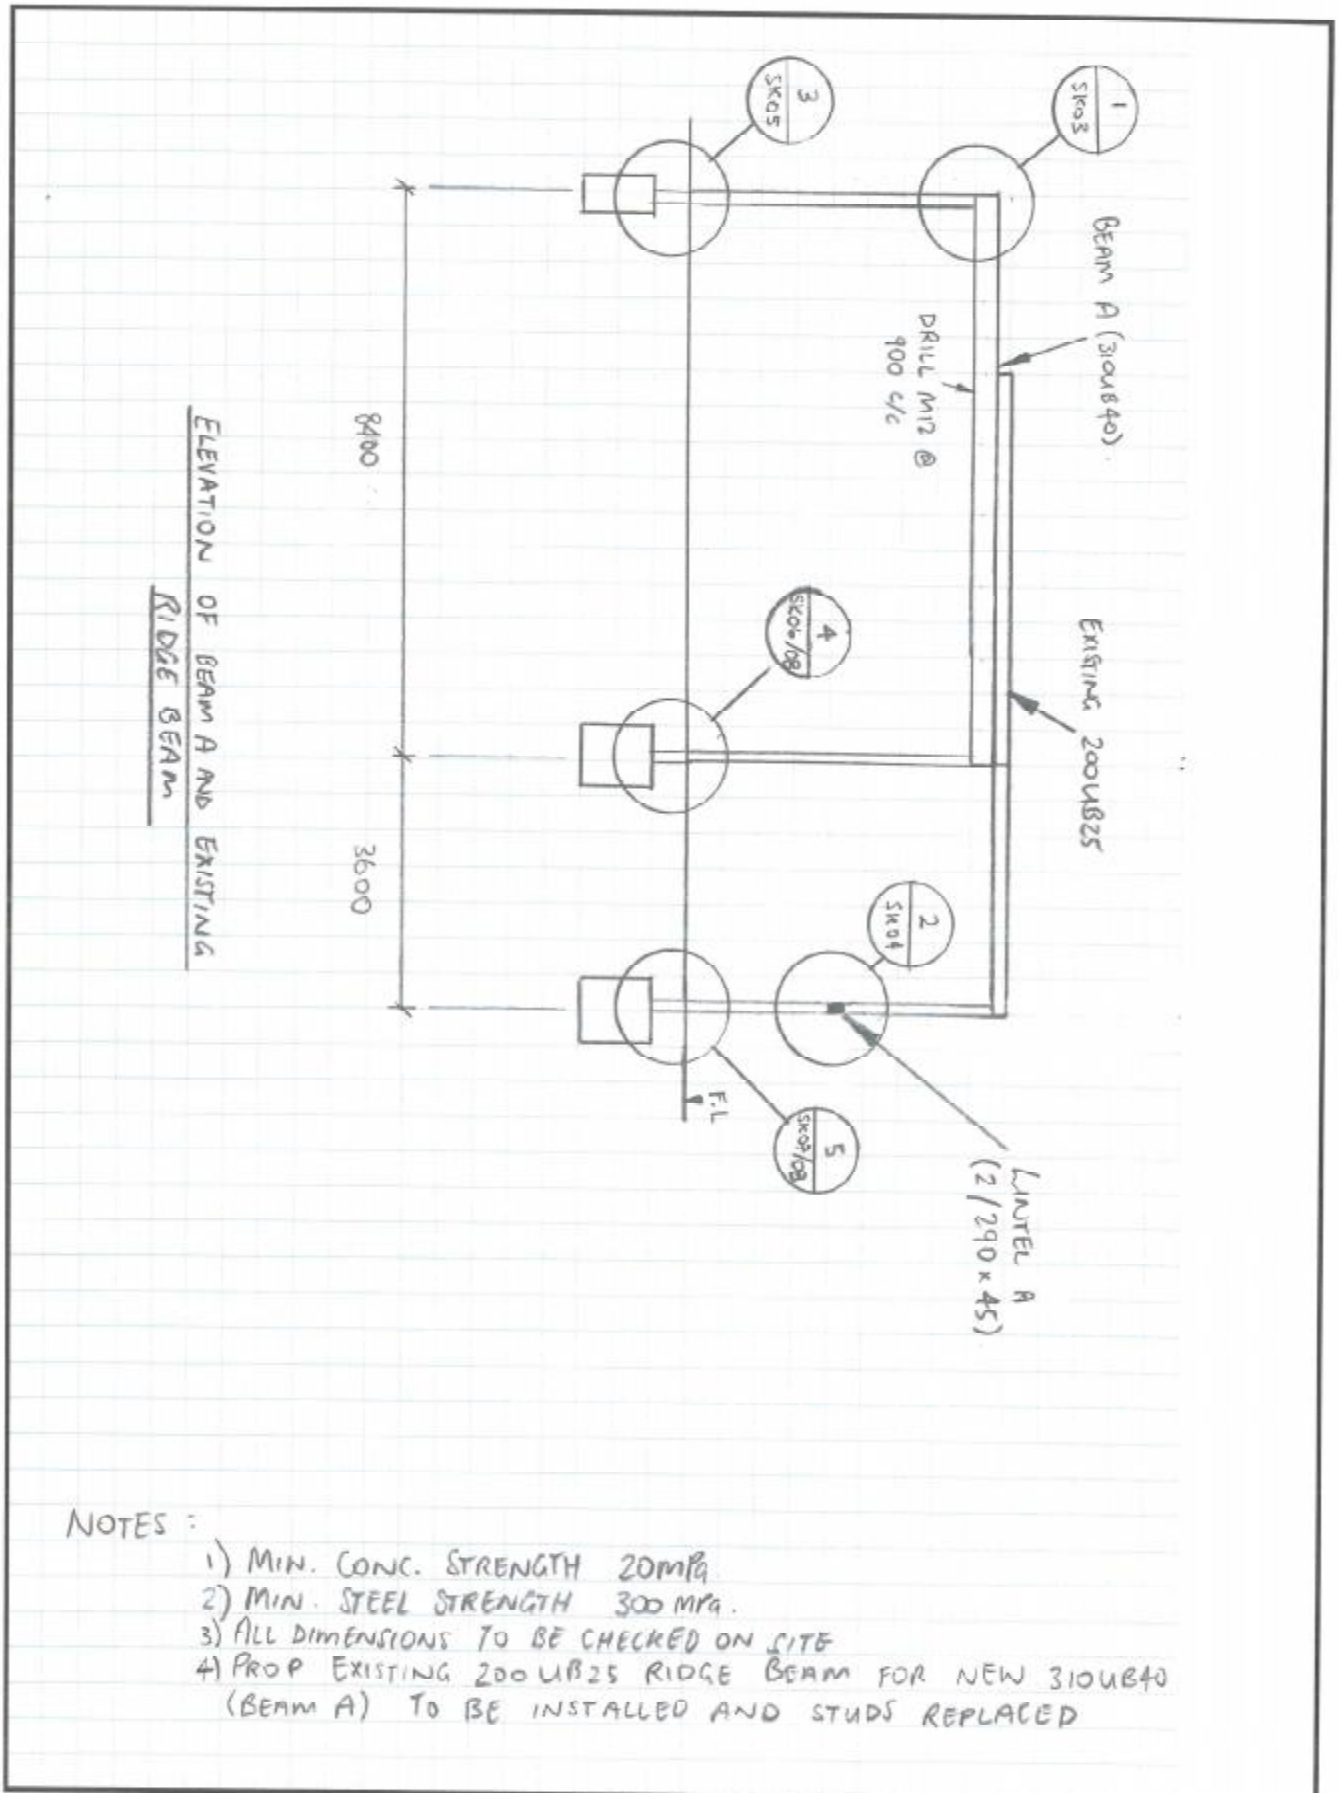 1
SK03
3
SK05
BEAM A (310UB40).
DRILL M12 @
900 c/c
EXISTING 200UB25
4
SK06/08
2
SK04
LINTEL A
(2/290 x 45)
5
SK07/08
F.L
8400
3600
ELEVATION OF BEAM A AND EXISTING
RIDGE BEAM
NOTES :
1) MIN. CONC. STRENGTH 20MPa
2) MIN. STEEL STRENGTH 300 MPa.
3) ALL DIMENSIONS TO BE CHECKED ON SITE
4) PROP EXISTING 200UB25 RIDGE BEAM FOR NEW 310UB40
(BEAM A) TO BE INSTALLED AND STUDS REPLACED